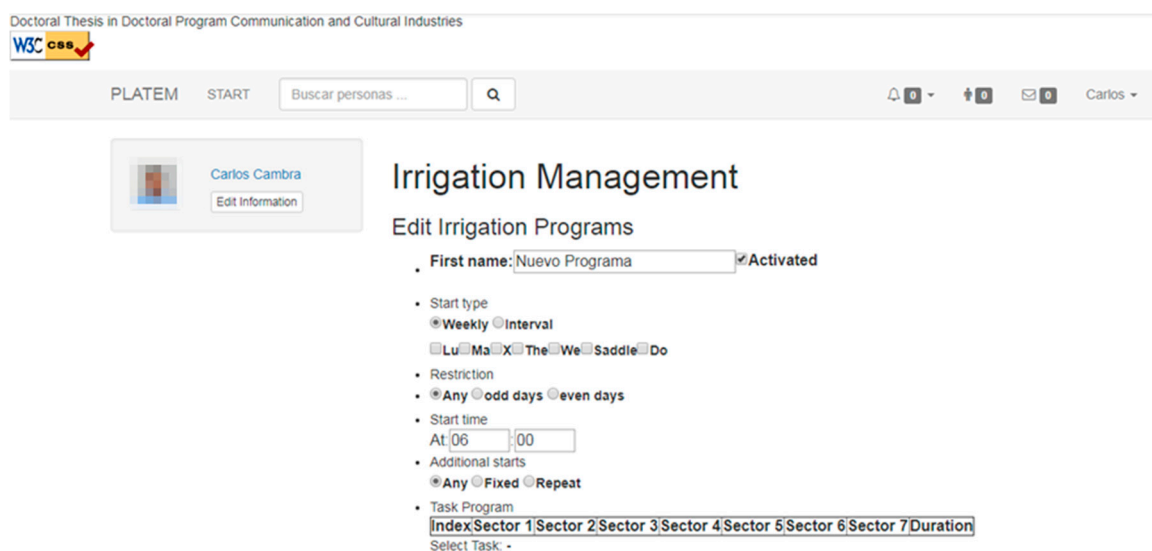 Doctoral Thesis in Doctoral Program Communication and Cultural Industries
W3C css
PLATEM START Buscar personas ... 0 0 0 Carlos
Carlos Cambra
Edit Information
Irrigation Management
Edit Irrigation Programs
First name: Nuevo Programa Activated
Start type
Weekly Interval
Lu Ma X The We Saddle Do
Restriction
Any odd days even days
Start time
At: 06 : 00
Additional starts
Any Fixed Repeat
Task Program
Index Sector 1 Sector 2 Sector 3 Sector 4 Sector 5 Sector 6 Sector 7 Duration
Select Task: -